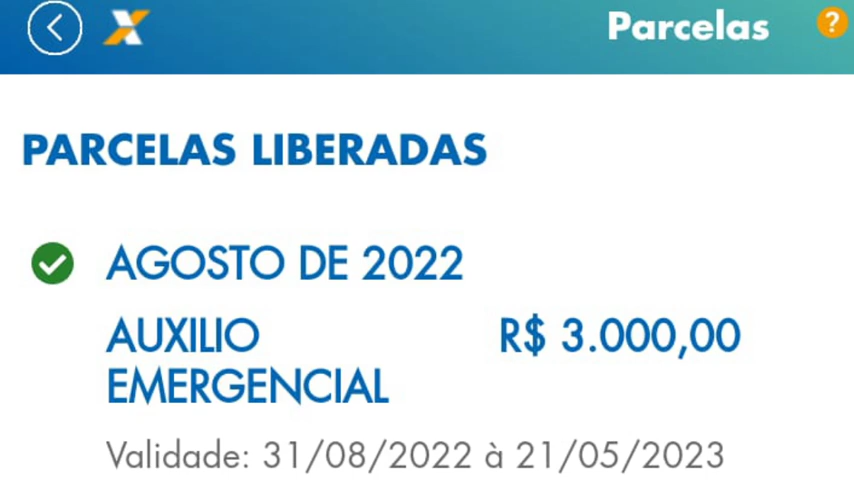 Parcelas ?
PARCELAS LIBERADAS
AGOSTO DE 2022
AUXILIO R$ 3.000,00
EMERGENCIAL
Validade: 31/08/2022 à 21/05/2023